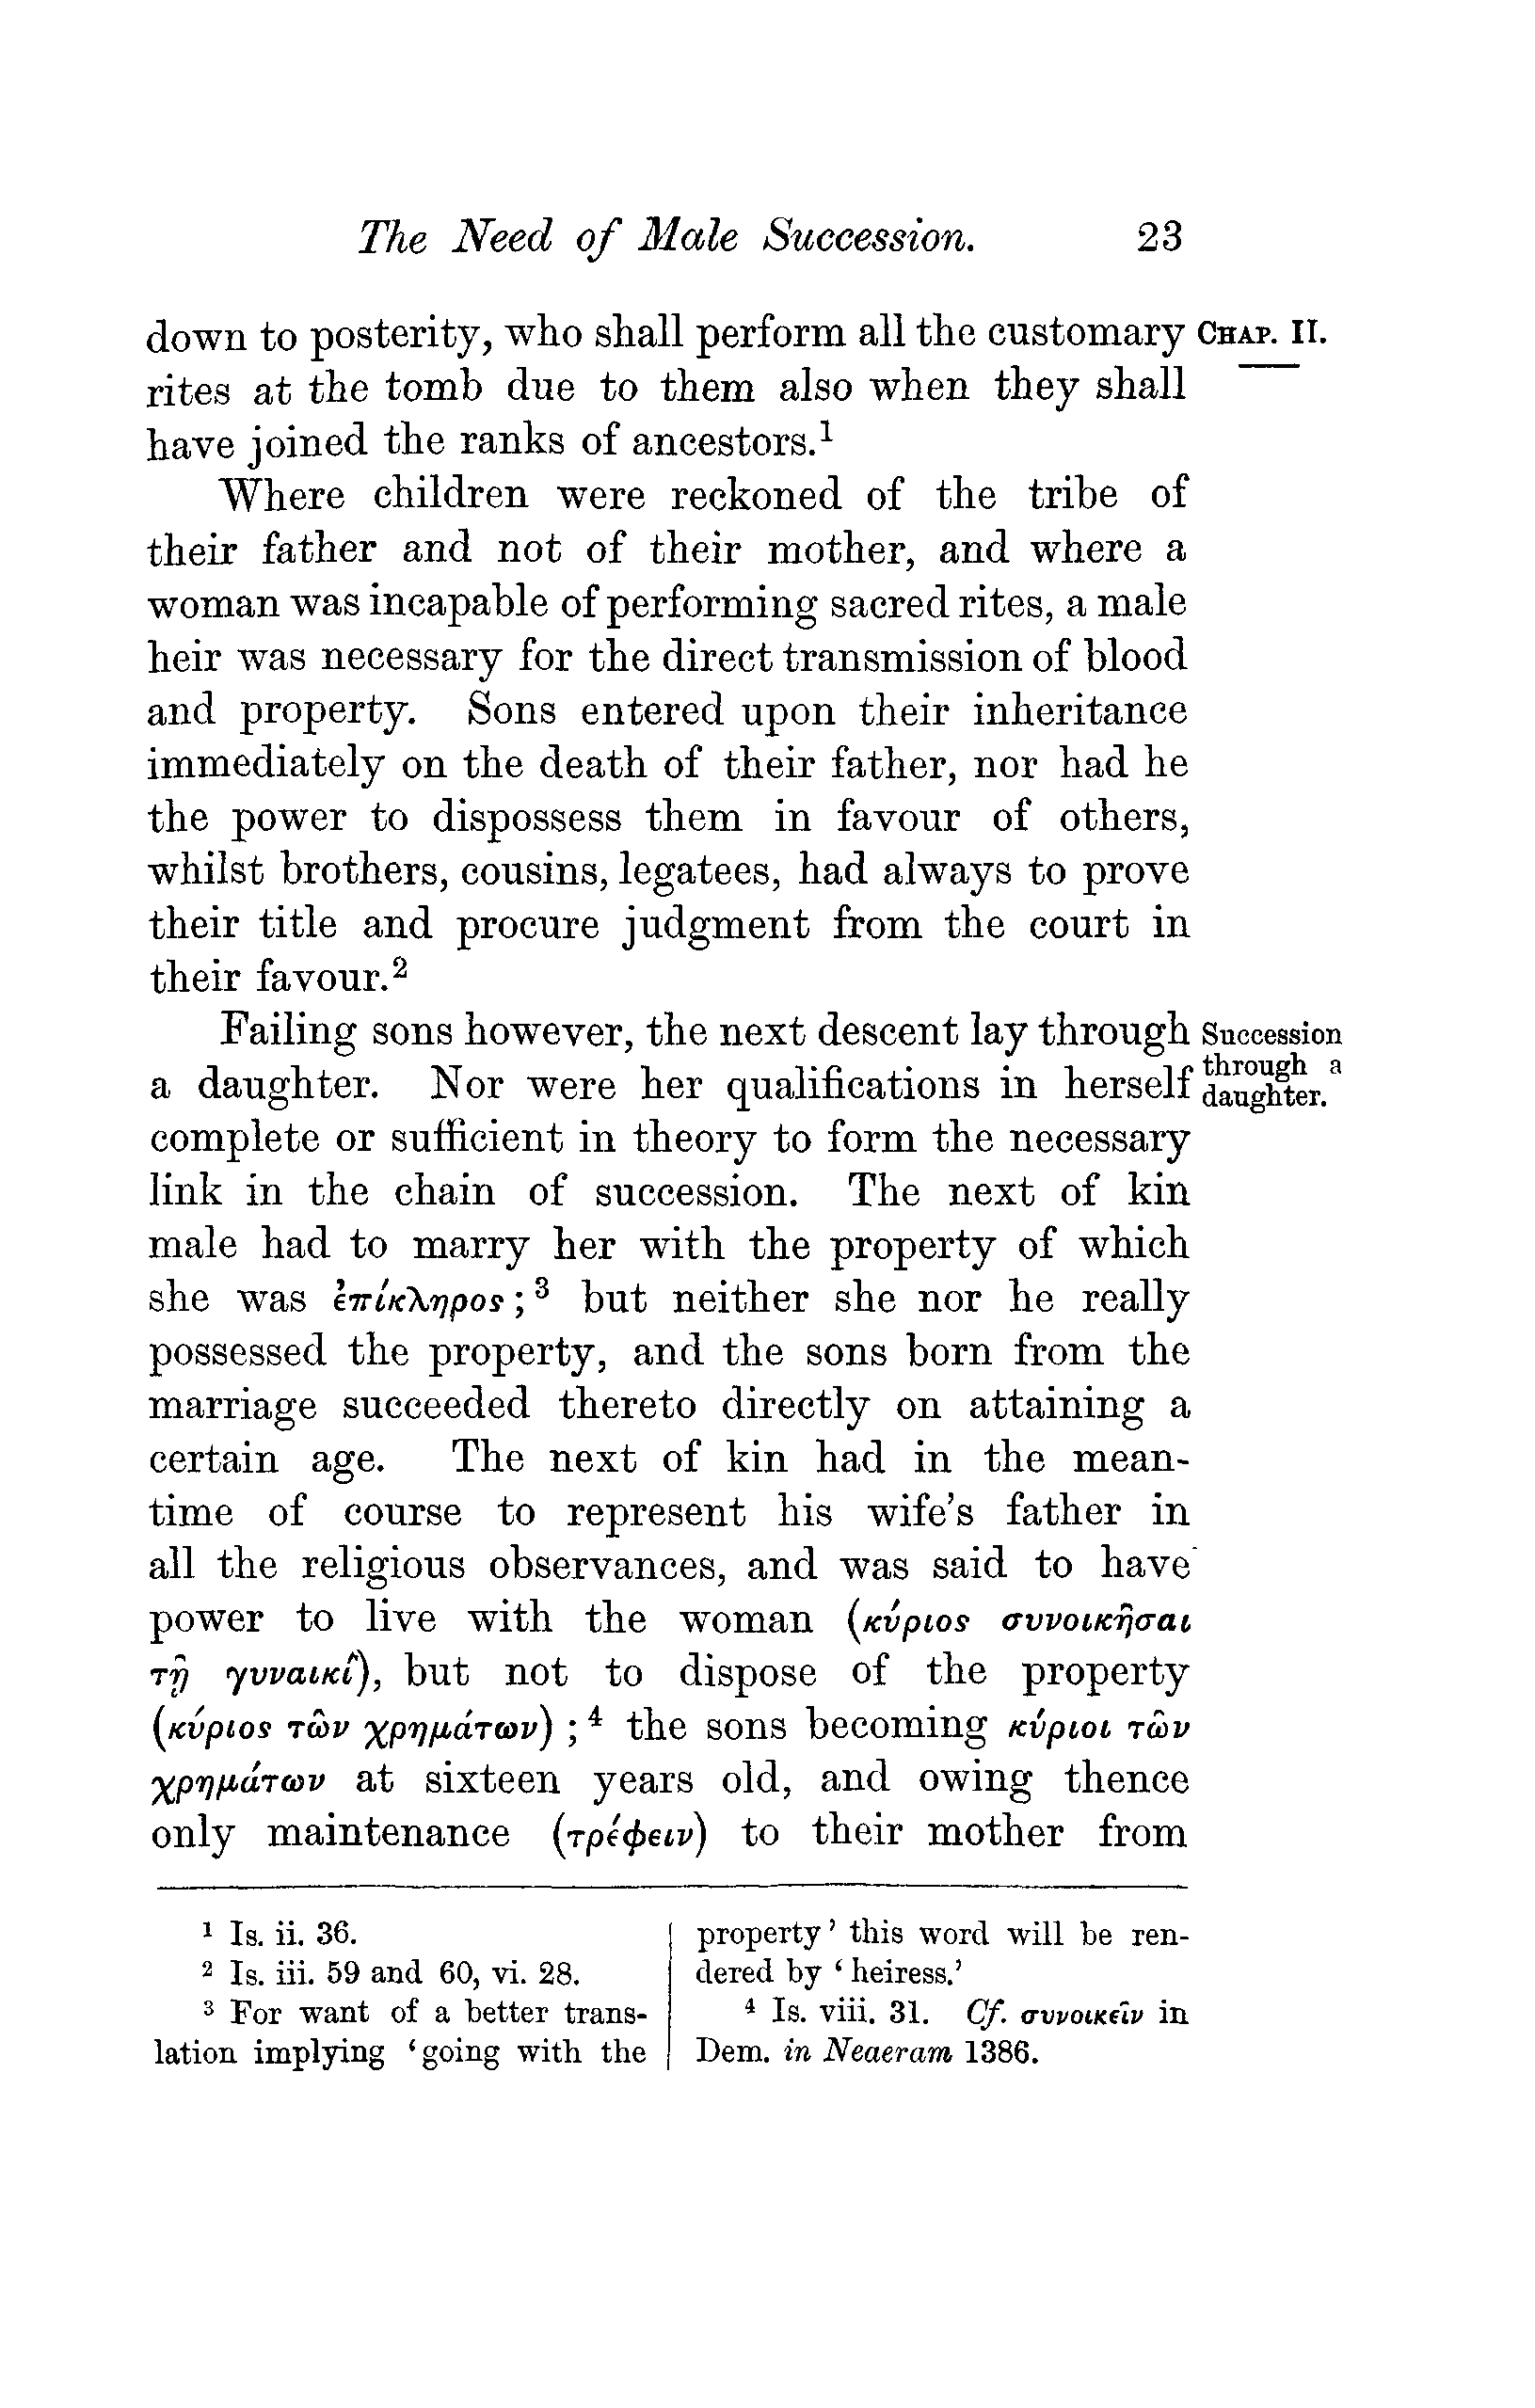 The Need of Male Succession. 23
down to posterity, who shall perform all the customary CHAP. II.
rites at the tomb due to them also when they shall
have joined the ranks of ancestors.¹
Where children were reckoned of the tribe of
their father and not of their mother, and where a
woman was incapable of performing sacred rites, a male
heir was necessary for the direct transmission of blood
and property. Sons entered upon their inheritance
immediately on the death of their father, nor had he
the power to dispossess them in favour of others,
whilst brothers, cousins, legatees, had always to prove
their title and procure judgment from the court in
their favour.²
Failing sons however, the next descent lay through
a daughter. Nor were her qualifications in herself
complete or sufficient in theory to form the necessary
link in the chain of succession. The next of kin
male had to marry her with the property of which
she was ἐπίκληρος;³ but neither she nor he really
possessed the property, and the sons born from the
marriage succeeded thereto directly on attaining a
certain age. The next of kin had in the mean-
time of course to represent his wife's father in
all the religious observances, and was said to have
power to live with the woman (κύριος συνοικῆσαι
τῇ γυναικί), but not to dispose of the property
(κύριος τῶν χρημάτων);⁴ the sons becoming κύριοι τῶν
χρημάτων at sixteen years old, and owing thence
only maintenance (τρέφειν) to their mother from
Succession
through a
daughter.
¹ Is. ii. 36.
² Is. iii. 59 and 60, vi. 28.
³ For want of a better trans-
lation implying 'going with the
property' this word will be ren-
dered by 'heiress.'
⁴ Is. viii. 31. Cf. συνοικεῖν in
Dem. in Neaeram 1386.